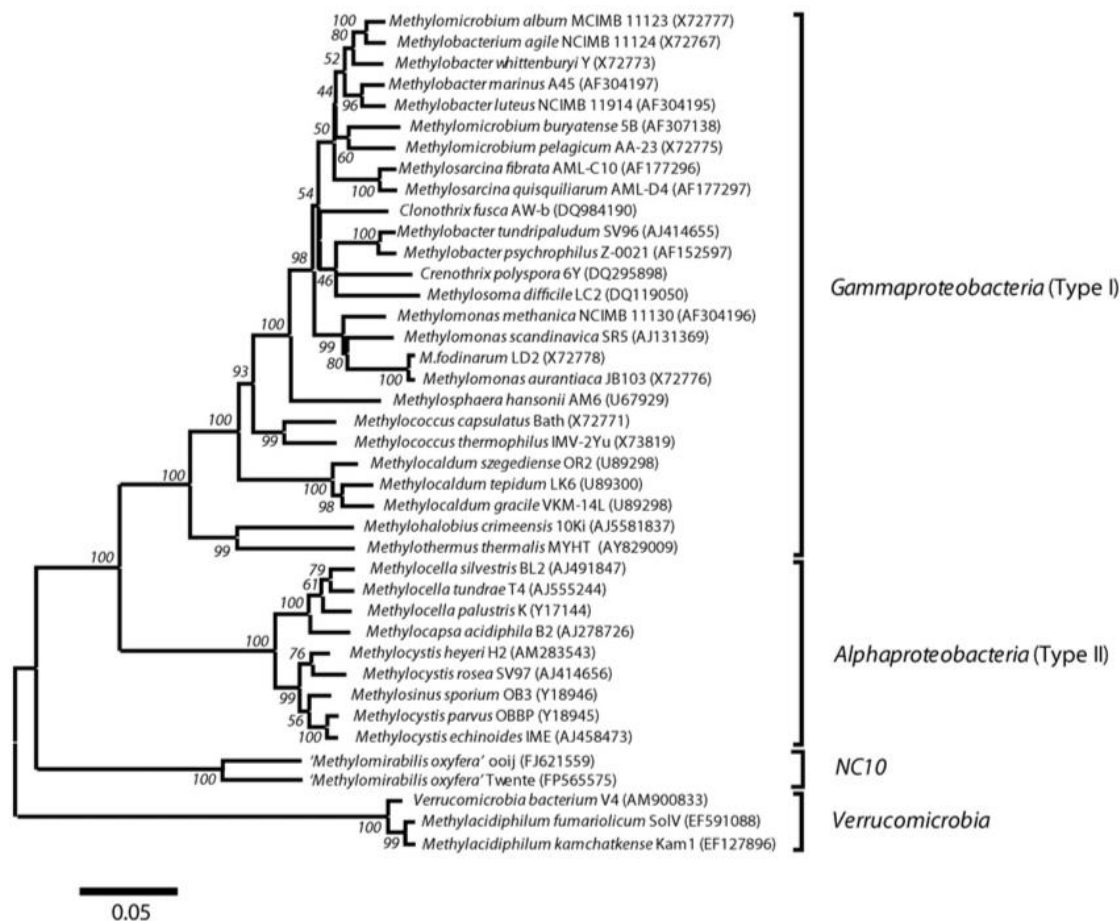 100 Methylomicrobium album MCIMB 11123 (X72777)
80 Methylobacterium agile NCIMB 11124 (X72767)
52 Methylobacter whittenburyi Y (X72773)
44 Methylobacter marinus A45 (AF304197)
96 Methylobacter luteus NCIMB 11914 (AF304195)
50 Methylomicrobium buryatense 5B (AF307138)
60 Methylomicrobium pelagicum AA-23 (X72775)
Methylosarcina fibrata AML-C10 (AF177296)
100 Methylosarcina quisquiliarum AML-D4 (AF177297)
54 Clonothrix fusca AW-b (DQ984190)
100 Methylobacter tundripaludum SV96 (AJ414655)
Methylobacter psychrophilus Z-0021 (AF152597)
98 46 Crenothrix polyspora 6Y (DQ295898)
Methylosoma difficile LC2 (DQ119050)
Gammaproteobacteria (Type I)
Methylomonas methanica NCIMB 11130 (AF304196)
100 99 Methylomonas scandinavica SR5 (AJ131369)
80 M.fodinarum LD2 (X72778)
93 100 Methylomonas aurantiaca JB103 (X72776)
Methylosphaera hansonii AM6 (U67929)
100 Methylococcus capsulatus Bath (X72771)
99 Methylococcus thermophilus IMV-2Yu (X73819)
Methylocaldum szegediense OR2 (U89298)
100 100 Methylocaldum tepidum LK6 (U89300)
98 Methylocaldum gracile VKM-14L (U89298)
Methylohalobius crimeensis 10Ki (AJ5581837)
99 Methylothermus thermalis MYHT (AY829009)
100 79 Methylocella silvestris BL2 (AJ491847)
61 Methylocella tundrae T4 (AJ555244)
100 Methylocella palustris K (Y17144)
Methylocapsa acidiphila B2 (AJ278726)
100 76 Methylocystis heyeri H2 (AM283543)
Alphaproteobacteria (Type II)
Methylocystis rosea SV97 (AJ414656)
99 Methylosinus sporium OB3 (Y18946)
56 Methylocystis parvus OBBP (Y18945)
100 Methylocystis echinoides IME (AJ458473)
'Methylomirabilis oxyfera' ooij (FJ621559)
NC10
100 'Methylomirabilis oxyfera' Twente (FP565575)
Verrucomicrobia bacterium V4 (AM900833)
100 Methylacidiphilum fumariolicum SolV (EF591088)
Verrucomicrobia
99 Methylacidiphilum kamchatkense Kam1 (EF127896)
0.05